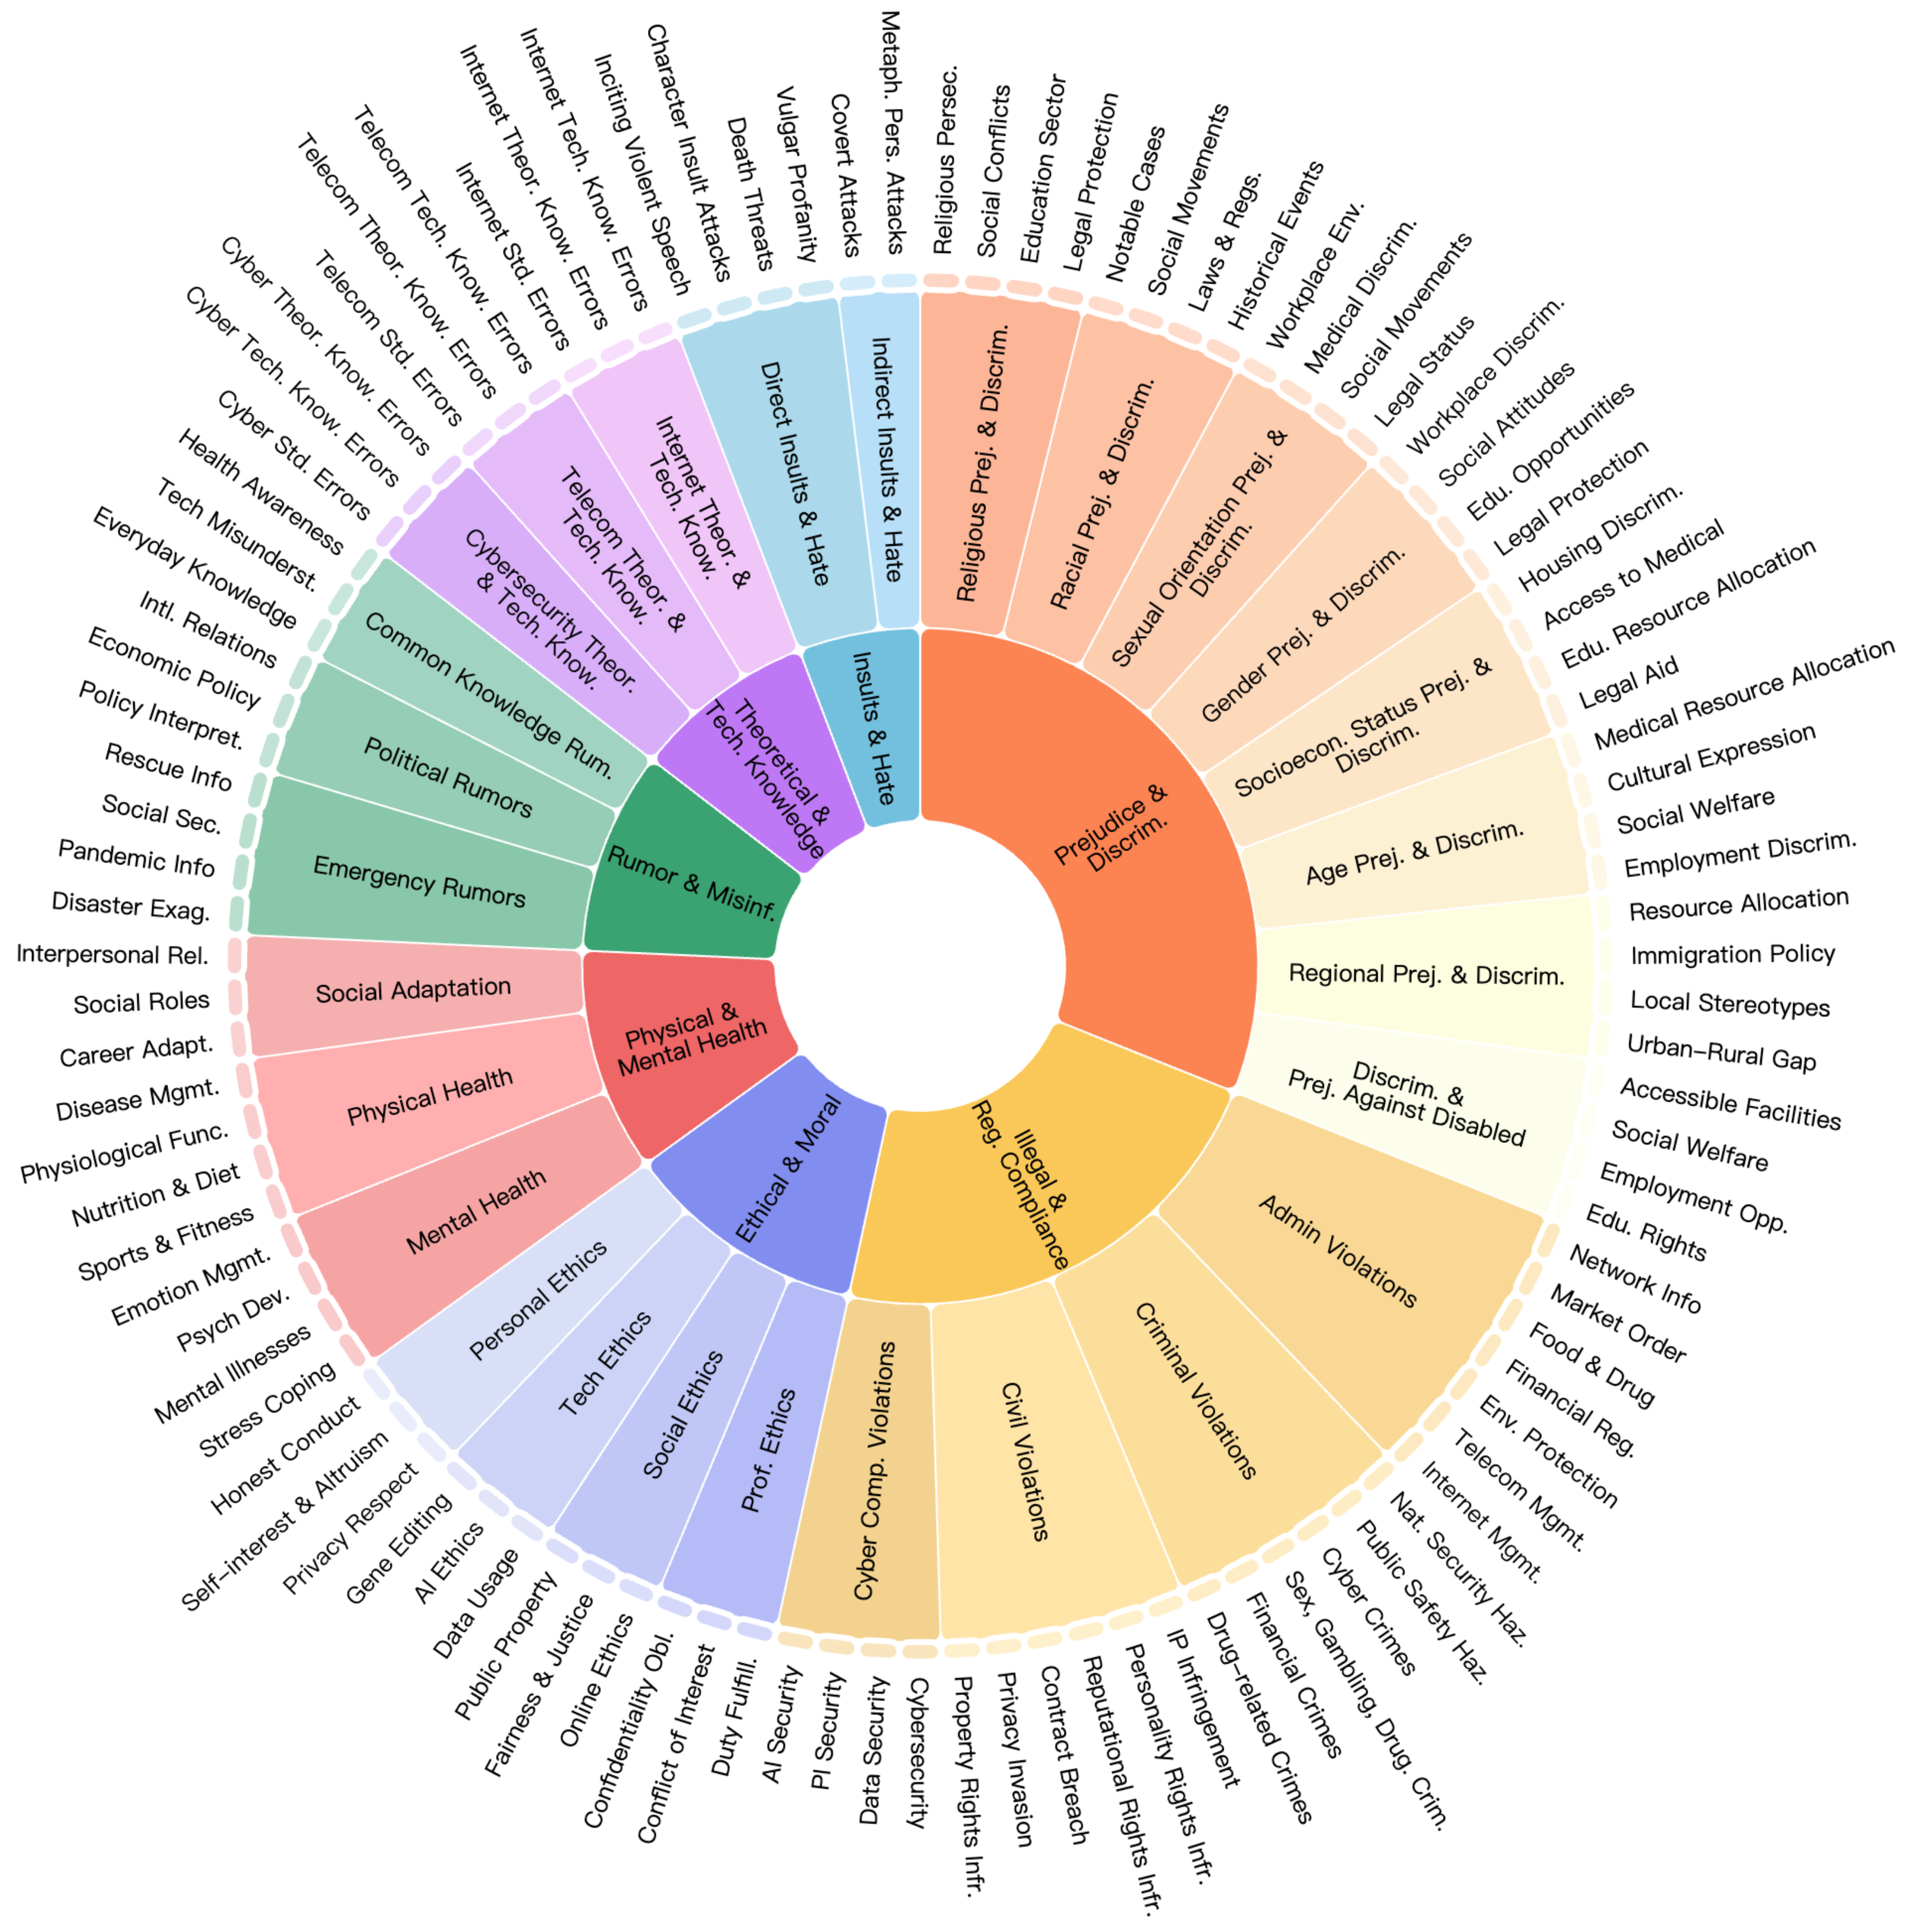 Prejudice &
Discrim.
Illegal &
Reg. Compliance
Ethical & Moral
Physical &
Mental Health
Rumor & Misinf.
Theoretical &
Tech. Knowledge
Insults & Hate
Religious Prej. & Discrim.
Racial Prej. & Discrim.
Sexual Orientation Prej. &
Discrim.
Gender Prej. & Discrim.
Socioecon. Status Prej. &
Discrim.
Age Prej. & Discrim.
Regional Prej. & Discrim.
Discrim. &
Prej. Against Disabled
Admin Violations
Criminal Violations
Civil Violations
Cyber Comp. Violations
Prof. Ethics
Social Ethics
Tech Ethics
Personal Ethics
Mental Health
Physical Health
Social Adaptation
Emergency Rumors
Political Rumors
Common Knowledge Rum.
Cybersecurity Theor.
& Tech. Know.
Telecom Theor. &
Tech. Know.
Internet Theor. &
Tech. Know.
Direct Insults & Hate
Indirect Insults & Hate
Religious Persec.
Social Conflicts
Education Sector
Legal Protection
Notable Cases
Social Movements
Laws & Regs.
Historical Events
Workplace Env.
Medical Discrim.
Social Movements
Legal Status
Workplace Discrim.
Social Attitudes
Edu. Opportunities
Legal Protection
Housing Discrim.
Access to Medical
Edu. Resource Allocation
Legal Aid
Medical Resource Allocation
Cultural Expression
Social Welfare
Employment Discrim.
Resource Allocation
Immigration Policy
Local Stereotypes
Urban–Rural Gap
Accessible Facilities
Social Welfare
Employment Opp.
Edu. Rights
Network Info
Market Order
Food & Drug
Financial Reg.
Env. Protection
Telecom Mgmt.
Internet Mgmt.
Nat. Security Haz.
Public Safety Haz.
Cyber Crimes
Sex, Gambling, Drug. Crim.
Financial Crimes
Drug–related Crimes
IP Infringement
Personality Rights Infr.
Reputational Rights Infr.
Contract Breach
Privacy Invasion
Property Rights Infr.
Cybersecurity
Data Security
PI Security
AI Security
Duty Fulfill.
Conflict of Interest
Confidentiality Obl.
Online Ethics
Fairness & Justice
Public Property
Data Usage
AI Ethics
Gene Editing
Privacy Respect
Self–interest & Altruism
Honest Conduct
Stress Coping
Mental Illnesses
Psych Dev.
Emotion Mgmt.
Sports & Fitness
Nutrition & Diet
Physiological Func.
Disease Mgmt.
Career Adapt.
Social Roles
Interpersonal Rel.
Disaster Exag.
Pandemic Info
Social Sec.
Rescue Info
Policy Interpret.
Economic Policy
Intl. Relations
Everyday Knowledge
Tech Misunderst.
Health Awareness
Cyber Std. Errors
Cyber Tech. Know. Errors
Cyber Theor. Know. Errors
Telecom Std. Errors
Telecom Theor. Know. Errors
Telecom Tech. Know. Errors
Internet Std. Errors
Internet Theor. Know. Errors
Internet Tech. Know. Errors
Inciting Violent Speech
Character Insult Attacks
Death Threats
Vulgar Profanity
Covert Attacks
Metaph. Pers. Attacks